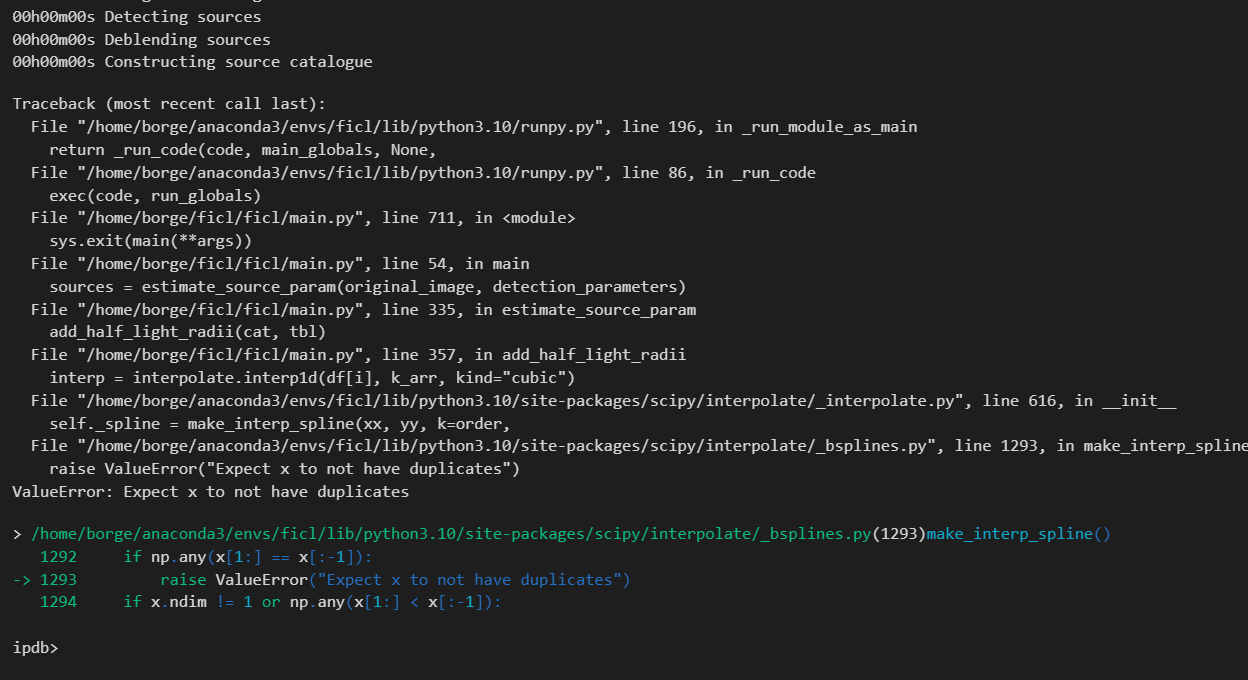 00h00m00s Detecting sources
00h00m00s Deblending sources
00h00m00s Constructing source catalogue
Traceback (most recent call last):
  File "/home/borge/anaconda3/envs/ficl/lib/python3.10/runpy.py", line 196, in _run_module_as_main
    return _run_code(code, main_globals, None,
  File "/home/borge/anaconda3/envs/ficl/lib/python3.10/runpy.py", line 86, in _run_code
    exec(code, run_globals)
  File "/home/borge/ficl/ficl/main.py", line 711, in <module>
    sys.exit(main(**args))
  File "/home/borge/ficl/ficl/main.py", line 54, in main
    sources = estimate_source_param(original_image, detection_parameters)
  File "/home/borge/ficl/ficl/main.py", line 335, in estimate_source_param
    add_half_light_radii(cat, tbl)
  File "/home/borge/ficl/ficl/main.py", line 357, in add_half_light_radii
    interp = interpolate.interp1d(df[i], k_arr, kind="cubic")
  File "/home/borge/anaconda3/envs/ficl/lib/python3.10/site-packages/scipy/interpolate/_interpolate.py", line 616, in __init__
    self._spline = make_interp_spline(xx, yy, k=order,
  File "/home/borge/anaconda3/envs/ficl/lib/python3.10/site-packages/scipy/interpolate/_bsplines.py", line 1293, in make_interp_spline
    raise ValueError("Expect x to not have duplicates")
ValueError: Expect x to not have duplicates
> /home/borge/anaconda3/envs/ficl/lib/python3.10/site-packages/scipy/interpolate/_bsplines.py(1293)make_interp_spline()
   1292     if np.any(x[1:] == x[:-1]):
-> 1293         raise ValueError("Expect x to not have duplicates")
   1294     if x.ndim != 1 or np.any(x[1:] < x[:-1]):
ipdb>